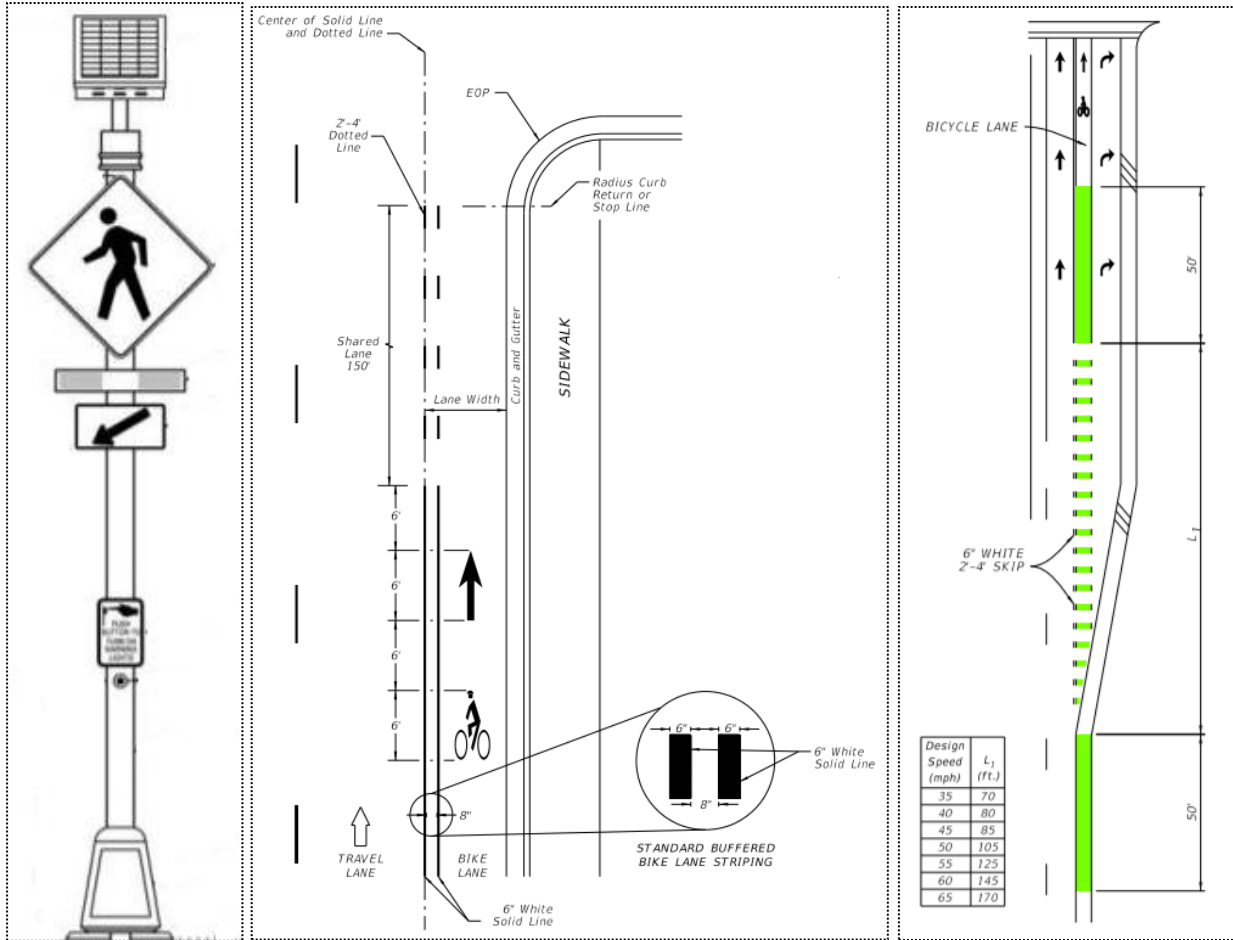 PUSH
BUTTON TO
TURN ON
WARNING
LIGHTS
Center of Solid Line
and Dotted Line
EOP
2'-4'
Dotted
Line
Radius Curb
Return or
Stop Line
Shared
Lane
150'
Lane Width
Curb and Gutter
SIDEWALK
6'
6'
6'
6'
8"
TRAVEL
LANE
BIKE
LANE
6" White
Solid Line
6"
6"
8"
6" White
Solid Line
STANDARD BUFFERED
BIKE LANE STRIPING
BICYCLE LANE
50'
L1
6" WHITE
2'-4' SKIP
50'
Design
Speed
(mph)
L1
(ft.)
35 70
40 80
45 85
50 105
55 125
60 145
65 170